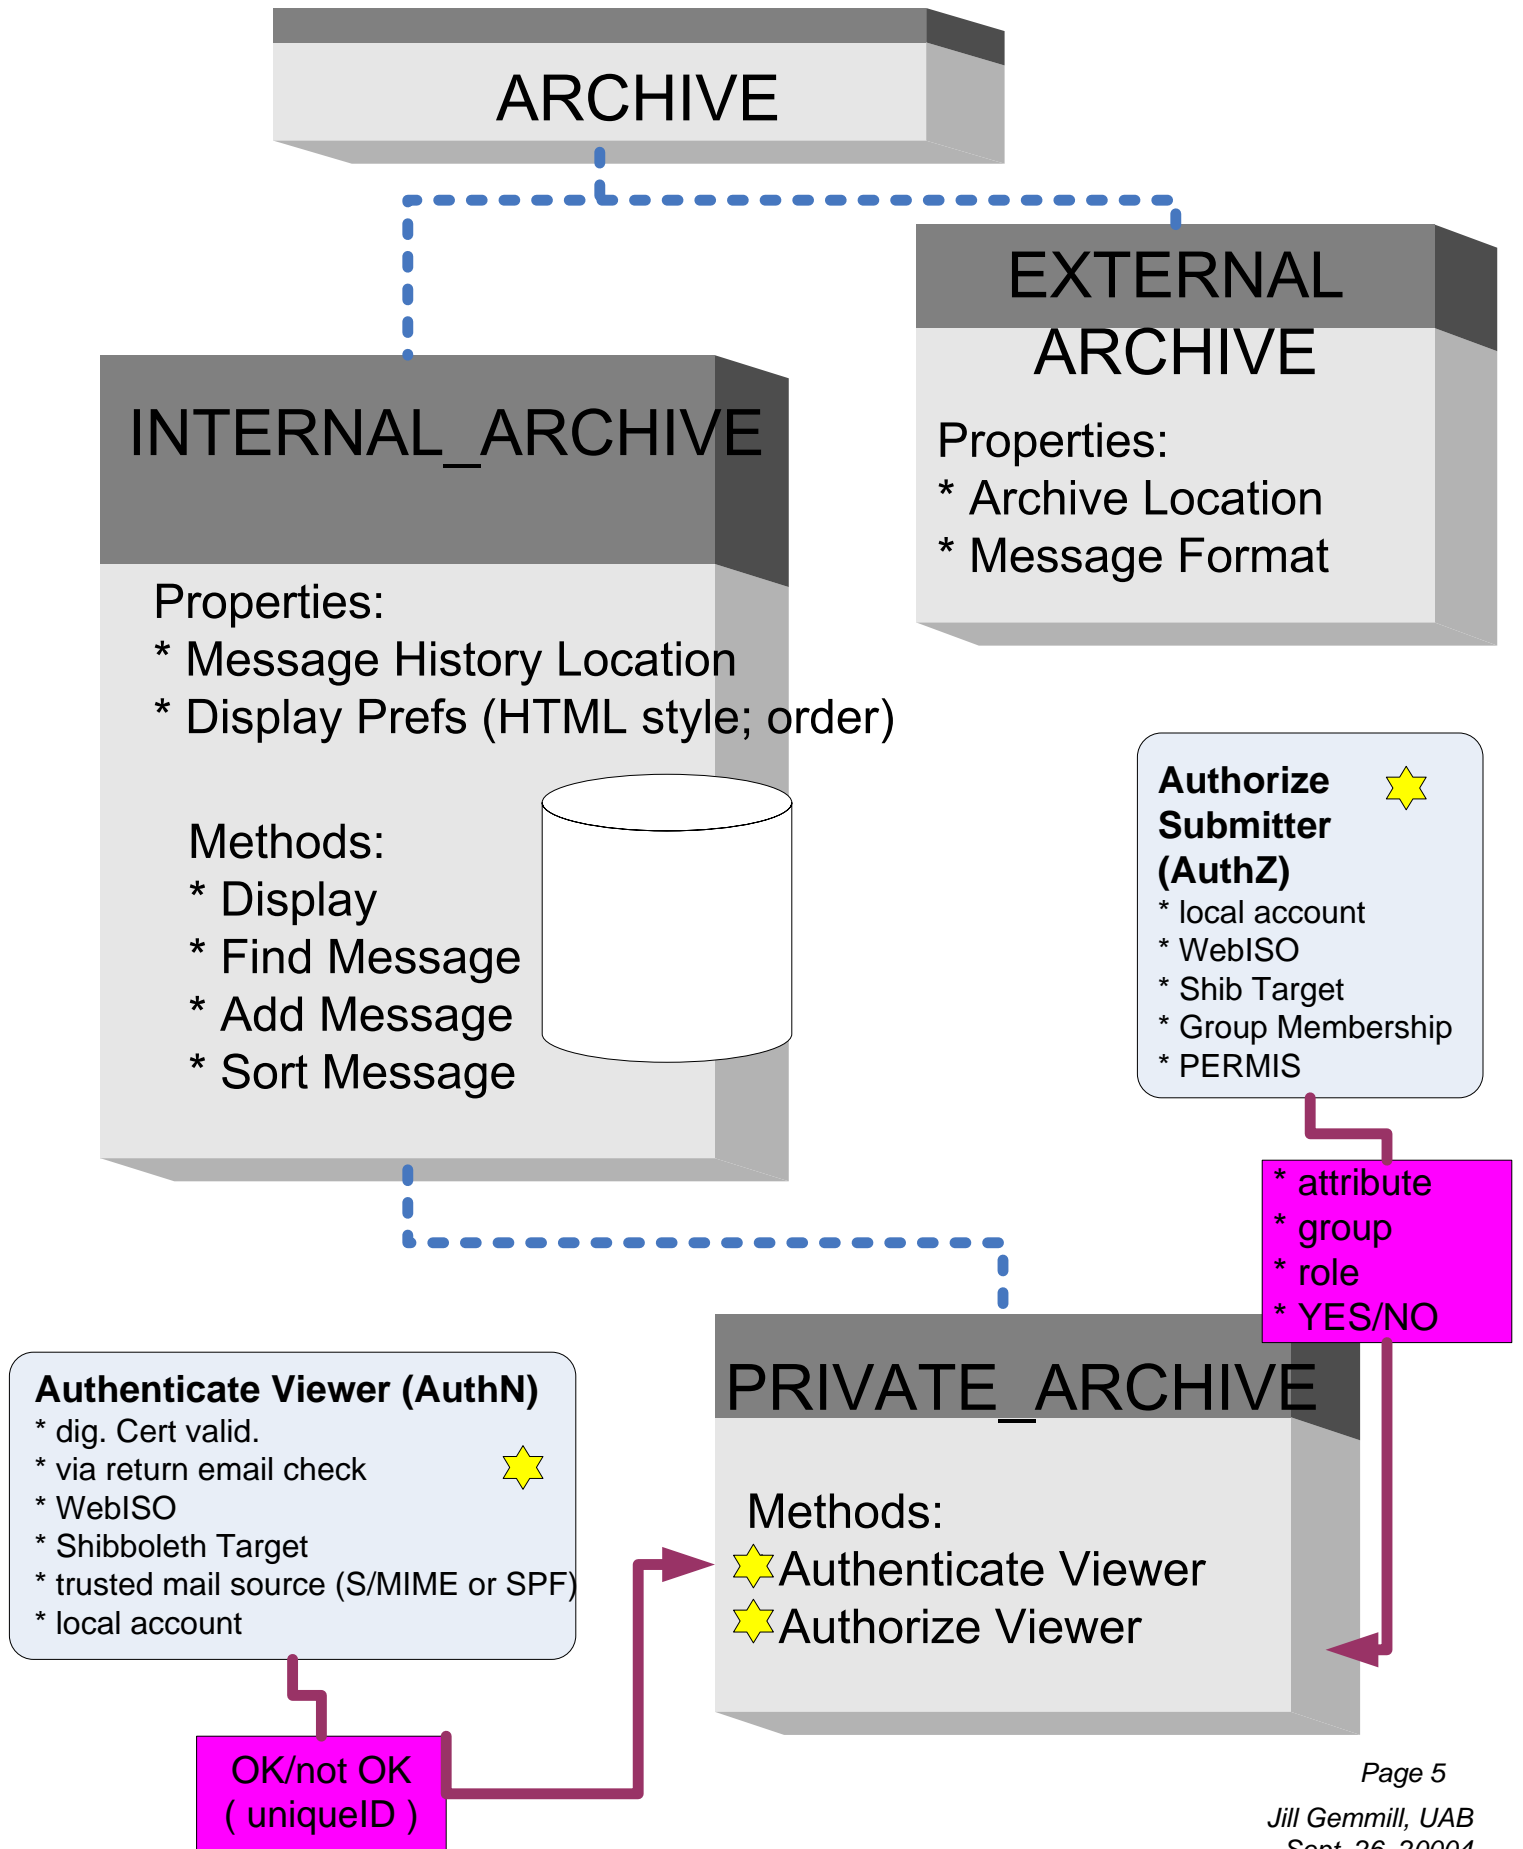 ARCHIVE
EXTERNAL
ARCHIVE
Properties:
* Archive Location
* Message Format
INTERNAL_ARCHIVE
Properties:
* Message History Location
* Display Prefs (HTML style; order)
Methods:
* Display
* Find Message
* Add Message
* Sort Message
Authorize
Submitter
(AuthZ)
* local account
* WebISO
* Shib Target
* Group Membership
* PERMIS
* attribute
* group
* role
* YES/NO
PRIVATE_ARCHIVE
Methods:
Authenticate Viewer
Authorize Viewer
Authenticate Viewer (AuthN)
* dig. Cert valid.
* via return email check
* WebISO
* Shibboleth Target
* trusted mail source (S/MIME or SPF)
* local account
OK/not OK
( uniqueID )
Page 5
Jill Gemmill, UAB
Sept. 26, 20004